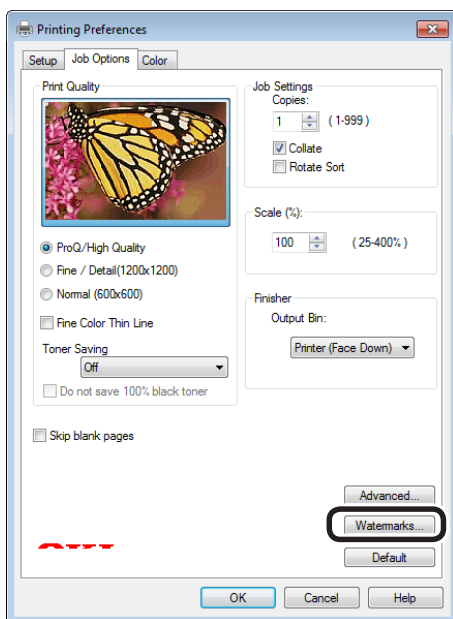 Printing Preferences
Setup Job Options Color
Print Quality
ProQ/High Quality
Fine / Detail(1200x1200)
Normal (600x600)
Fine Color Thin Line
Toner Saving
Off
Do not save 100% black toner
Skip blank pages
Job Settings
Copies:
1 ( 1-999 )
Collate
Rotate Sort
Scale (%):
100 ( 25-400% )
Finisher
Output Bin:
Printer (Face Down)
Advanced...
Watermarks...
Default
OK Cancel Help